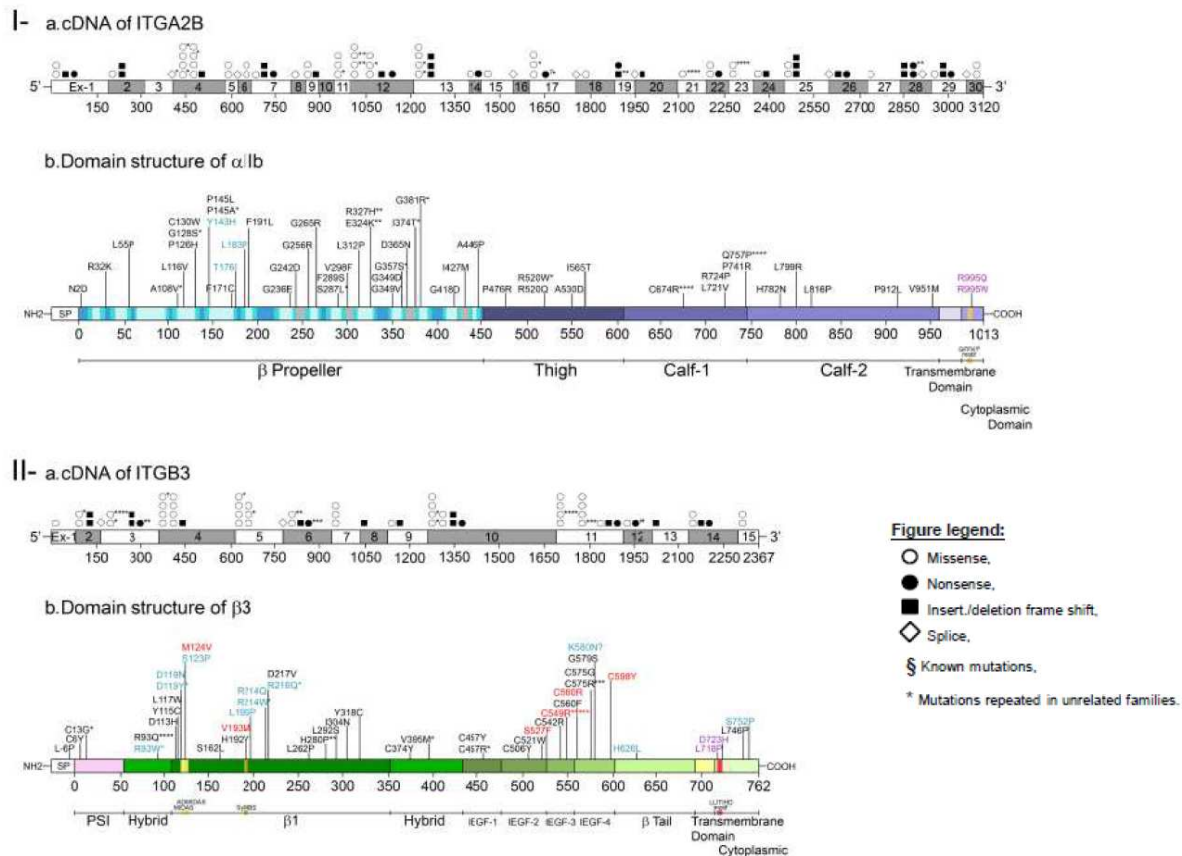 I- a.cDNA of ITGA2B
5' Ex-1 2 3 4 5 6 7 8 9 10 11 12 13 14 15 16 17 18 19 20 21 22 23 24 25 26 27 28 29 30 3'
150 300 450 600 750 900 1050 1200 1350 1500 1650 1800 1950 2100 2250 2400 2550 2700 2850 3000 3120
b.Domain structure of αIIb
P145L G381R*
C130W P145A* R327H** Q757P****
G128S* Y143H F191L G265R E324K** I374T*
P126H L183P G256R L312P D365N A446P P741R L799R R995Q
L55P L116V T176I G242D V298F G357S* I427M R520W* I565T R724P
R32K F289S G349D L721V H782N
N2D A108V* F171C G236E S287L* G349V G418D P476R R520Q A530D C674R**** L816P P912L V951M R995W
NH2 SP COOH
0 50 100 150 200 250 300 350 400 450 500 550 600 650 700 750 800 850 900 950 1013
β Propeller Thigh Calf-1 Calf-2 Transmembrane
Domain
Cytoplasmic
Domain
II- a.cDNA of ITGB3
5' Ex-1 2 3 4 5 6 7 8 9 10 11 12 13 14 15 3'
150 300 450 600 750 900 1050 1200 1350 1500 1650 1800 1950 2100 2250 2367
b.Domain structure of β3
M124V K580N?
S123P G579S
D119N D217V C575G C598Y
D119Y* R214Q* R216Q* C560R C575R***
L117W R214W* C560F
Y115C L196P Y318C C549R*****
C13G* D113H V193M I304N C542R S752P
C8Y R93Q**** H192Y L292S V395M* C457Y S527F D723H L746P
L-6P R93W* S162L L262P H280P** C374Y C457R* C506Y C521W H626L L718P
NH2 SP COOH
0 50 100 150 200 250 300 350 400 450 500 550 600 650 700 762
PSI Hybrid MIDAS SyMBS β1 Hybrid IEGF-1 IEGF-2 IEGF-3 IEGF-4 β Tail Transmembrane
Domain
Cytoplasmic
Figure legend:
Missense,
Nonsense,
Insert./deletion frame shift,
Splice,
§ Known mutations,
* Mutations repeated in unrelated families.